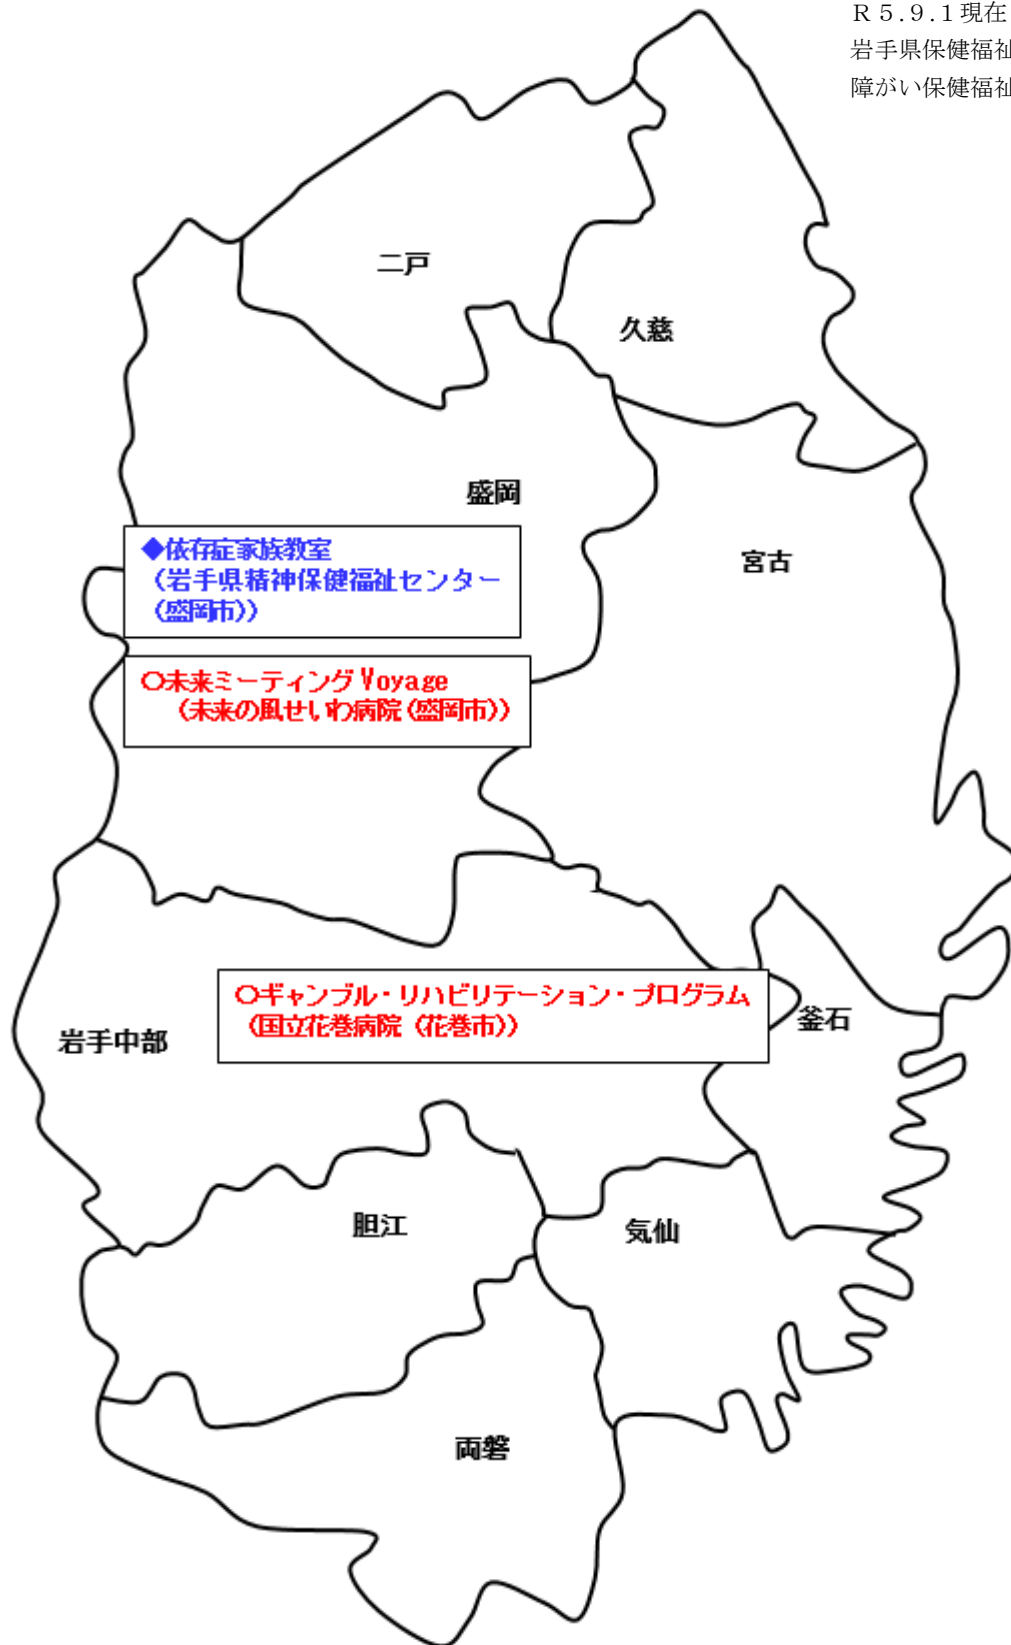 R５.９.１現在
岩手県保健福祉
障がい保健福祉
二戸
久慈
盛岡
◆依存症家族教室
（岩手県精神保健福祉センター
（盛岡市））
宮古
○未来ミーティングVoyage
（未来の風せいわ病院（盛岡市））
○ギャンブル・リハビリテーション・プログラム
（国立花巻病院（花巻市））
釜石
岩手中部
胆江
気仙
両磐